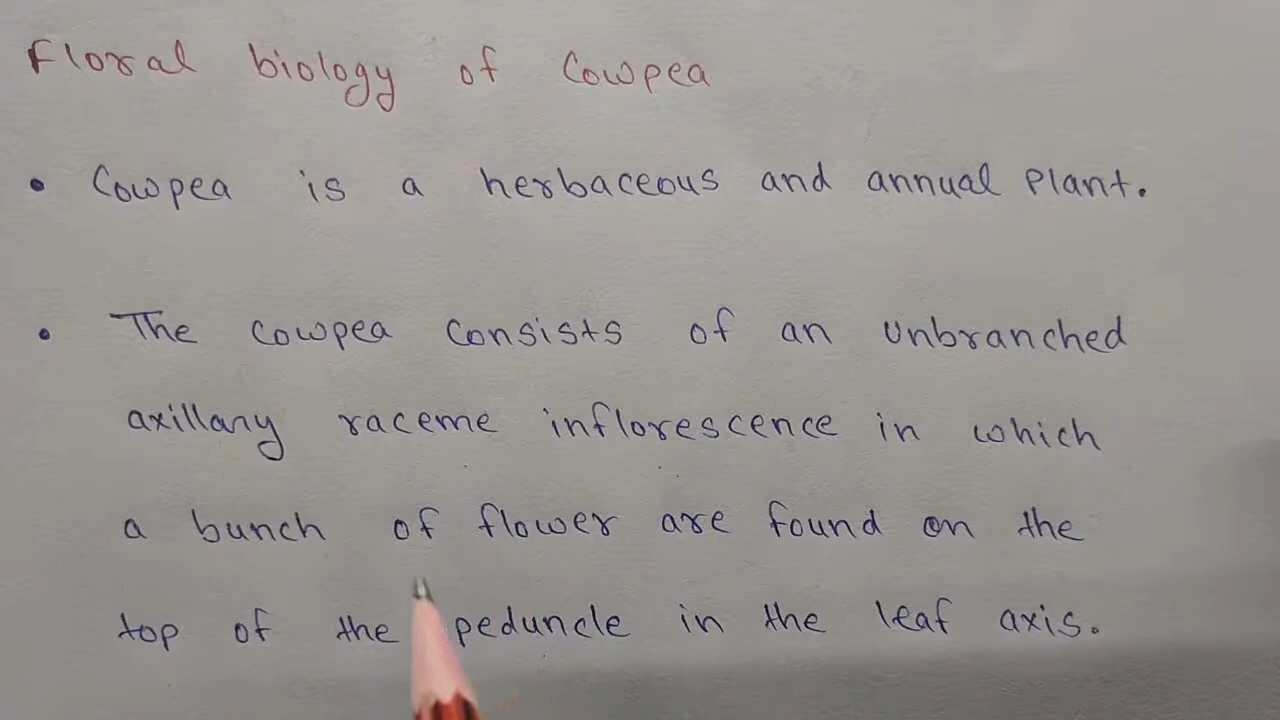 Floral biology of Cowpea
• Cowpea is a herbaceous and annual plant.
• The cowpea consists of an unbranched
axillary raceme inflorescence in which
a bunch of flower are found on the
top of the peduncle in the leaf axis.